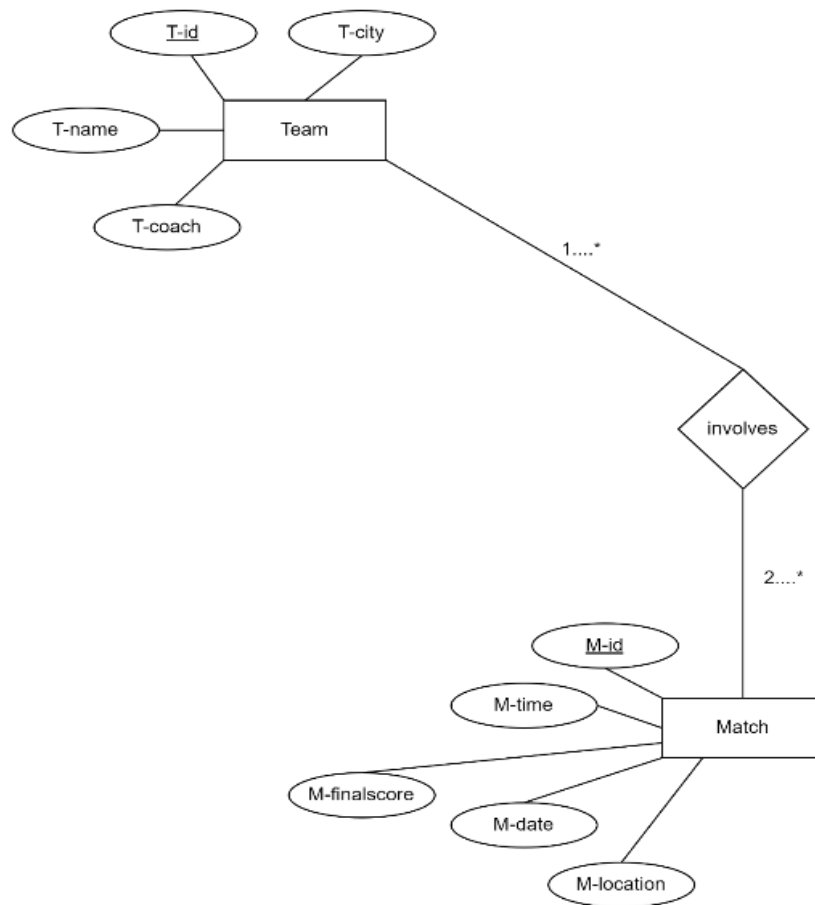 T-id
T-city
T-name
Team
T-coach
1....*
involves
2....*
M-id
M-time
Match
M-finalscore
M-date
M-location